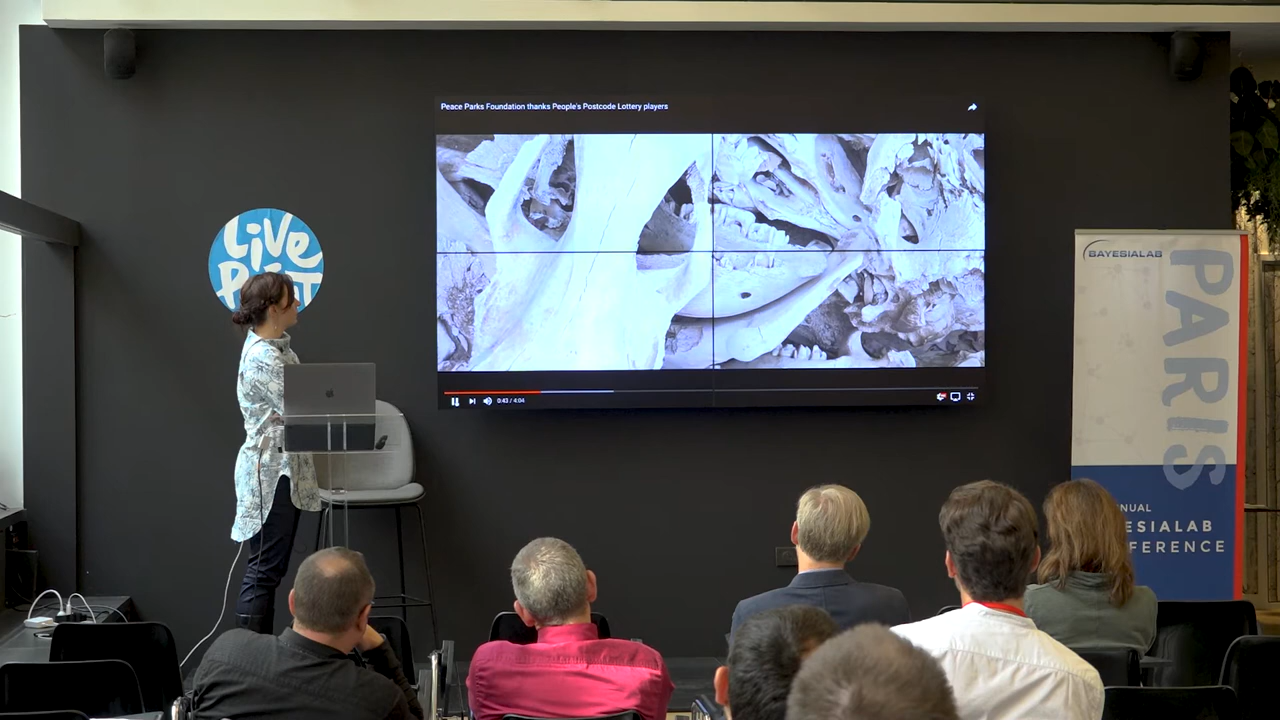 Peace Parks Foundation thanks People's Postcode Lottery players
LiVe
0:43 / 4:04
BAYESIALAB
PARIS
NUAL
ESIALAB
FERENCE